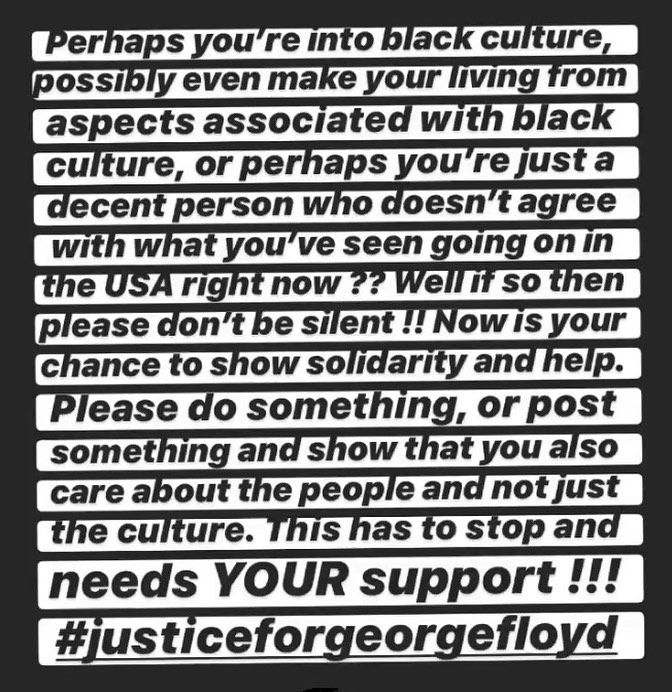 Perhaps you’re into black culture,
possibly even make your living from
aspects associated with black
culture, or perhaps you’re just a
decent person who doesn’t agree
with what you’ve seen going on in
the USA right now ?? Well if so then
please don’t be silent !! Now is your
chance to show solidarity and help.
Please do something, or post
something and show that you also
care about the people and not just
the culture. This has to stop and
needs YOUR support !!!
#justiceforgeorgefloyd